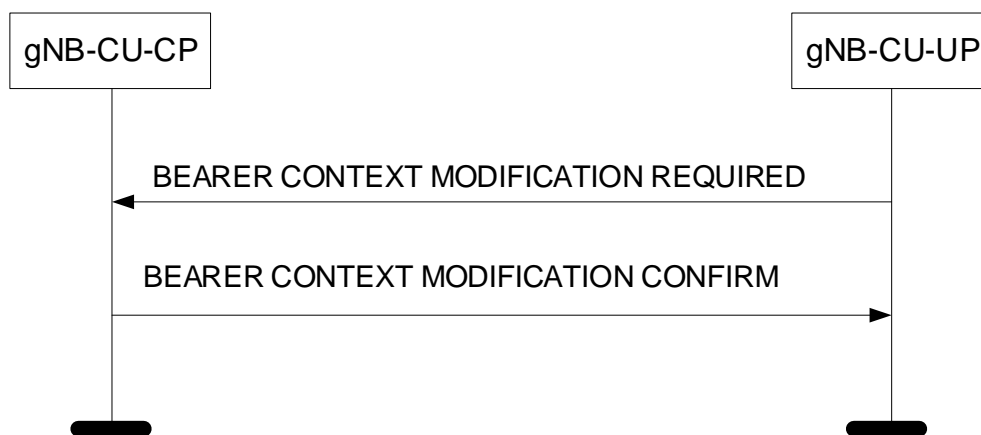 gNB-CU-CP
gNB-CU-UP
BEARER CONTEXT MODIFICATION REQUIRED
BEARER CONTEXT MODIFICATION CONFIRM